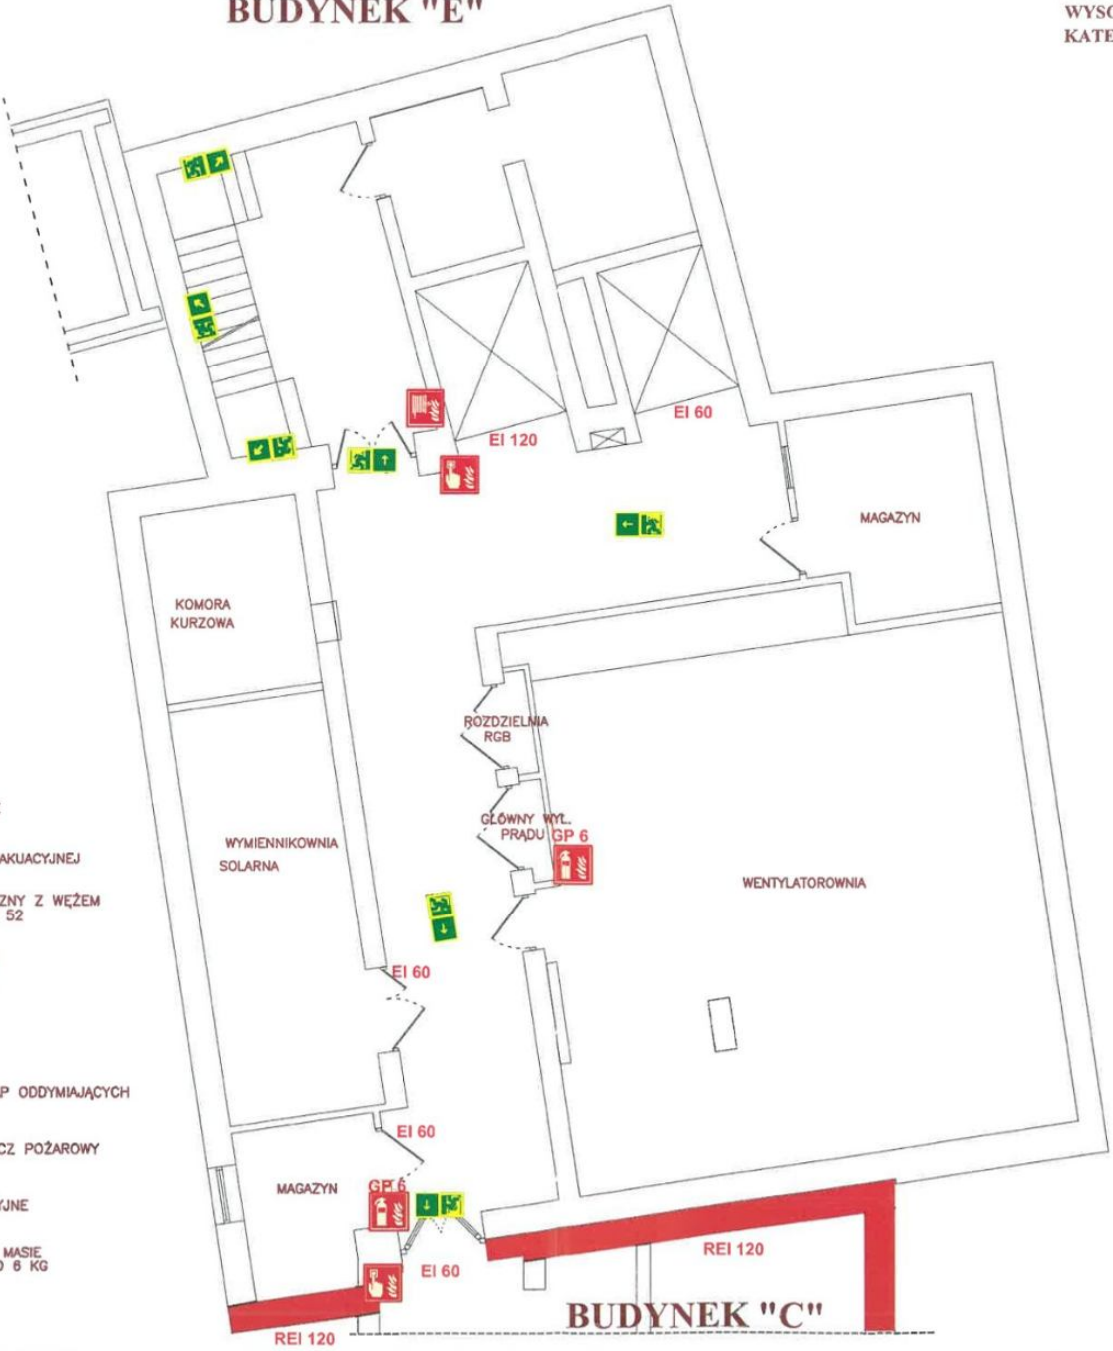 BUDYNEK "E"
WYSO
KATE
EI 60
EI 120
MAGAZYN
KOMORA
KURZOWA
ROZDZIELNIA
RGB
GŁÓWNY WYŁ.
PRĄDU
GP 6
WYMIENNIKOWNIA
SOLARNA
AKUACYJNEJ
ZNY Z WĘŻEM
52
WENTYLATOROWNIA
EI 60
P ODDYMIAJĄCYCH
EI 60
CZ POŻAROWY
MAGAZYN
GP 6
YJNE
MASIE
O 6 KG
EI 60
REI 120
BUDYNEK "C"
REI 120